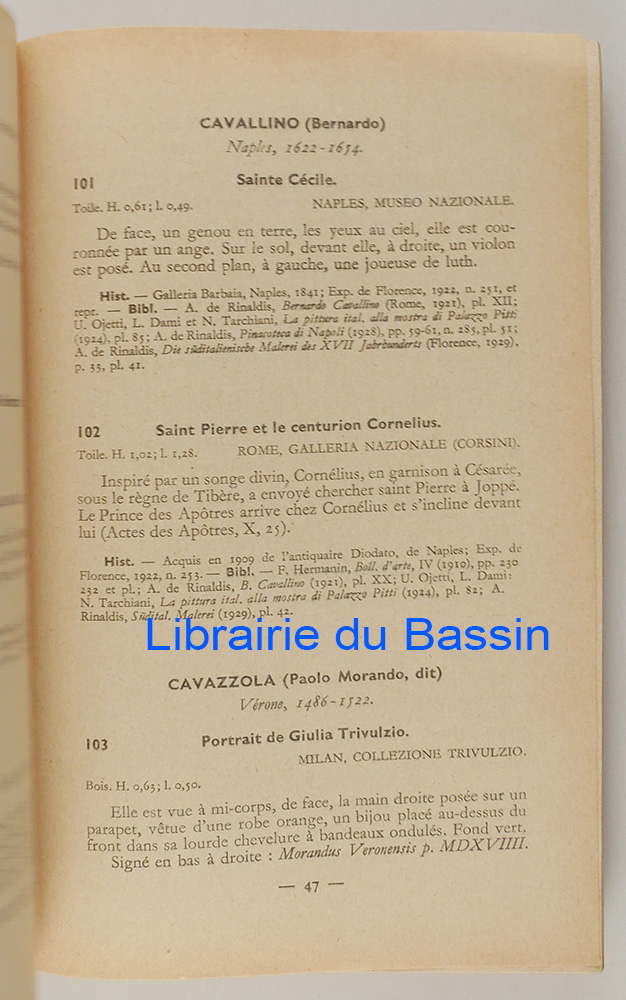 CAVALLINO (Bernardo)
Naples, 1622-1654.
101 Sainte Cécile.
Toile. H. 0,61; l. 0,49. NAPLES, MUSEO NAZIONALE.
De face, un genou en terre, les yeux au ciel, elle est cou-
ronnée par un ange. Sur le sol, devant elle, à droite, un violon
est posé. Au second plan, à gauche, une joueuse de luth.
Hist. — Galleria Barbaia, Naples, 1841; Exp. de Florence, 1922, n. 251, et
repr. — Bibl. — A. de Rinaldis, Bernardo Cavallino (Rome, 1921), pl. XII;
U. Ojetti, L. Dami et N. Tarchiani, La pittura ital. alla mostra di Palazzo Pitti
(1924), pl. 85; A. de Rinaldis, Pinacoteca di Napoli (1928), pp. 59-61, n. 285, pl. 51;
A. de Rinaldis, Die süditalienische Malerei des XVII Jahrhunderts (Florence, 1929),
p. 33, pl. 41.
102 Saint Pierre et le centurion Cornelius.
Toile. H. 1,02; l. 1,28. ROME, GALLERIA NAZIONALE (CORSINI).
Inspiré par un songe divin, Cornélius, en garnison à Césarée,
sous le règne de Tibère, a envoyé chercher saint Pierre à Joppé.
Le Prince des Apôtres arrive chez Cornélius et s'incline devant
lui (Actes des Apôtres, X, 25).
Hist. — Acquis en 1909 de l'antiquaire Diodato, de Naples; Exp. de
Florence, 1922, n. 253. — Bibl. — F. Hermanin, Boll. d'arte, IV (1910), pp. 230
232 et pl.; A. de Rinaldis, B. Cavallino (1921), pl. XX; U. Ojetti, L. Dami:
N. Tarchiani, La pittura ital. alla mostra di Palazzo Pitti (1924), pl. 82; A.
Rinaldis, Südital. Malerei (1929), pl. 42.
Librairie du Bassin
CAVAZZOLA (Paolo Morando, dit)
Vérone, 1486-1522.
103 Portrait de Giulia Trivulzio.
MILAN, COLLEZIONE TRIVULZIO.
Bois. H. 0,63; l. 0,50.
Elle est vue à mi-corps, de face, la main droite posée sur un
parapet, vêtue d'une robe orange, un bijou placé au-dessus du
front dans sa lourde chevelure à bandeaux ondulés. Fond vert.
Signé en bas à droite : Morandus Veronensis p. MDXVIIII.
— 47 —